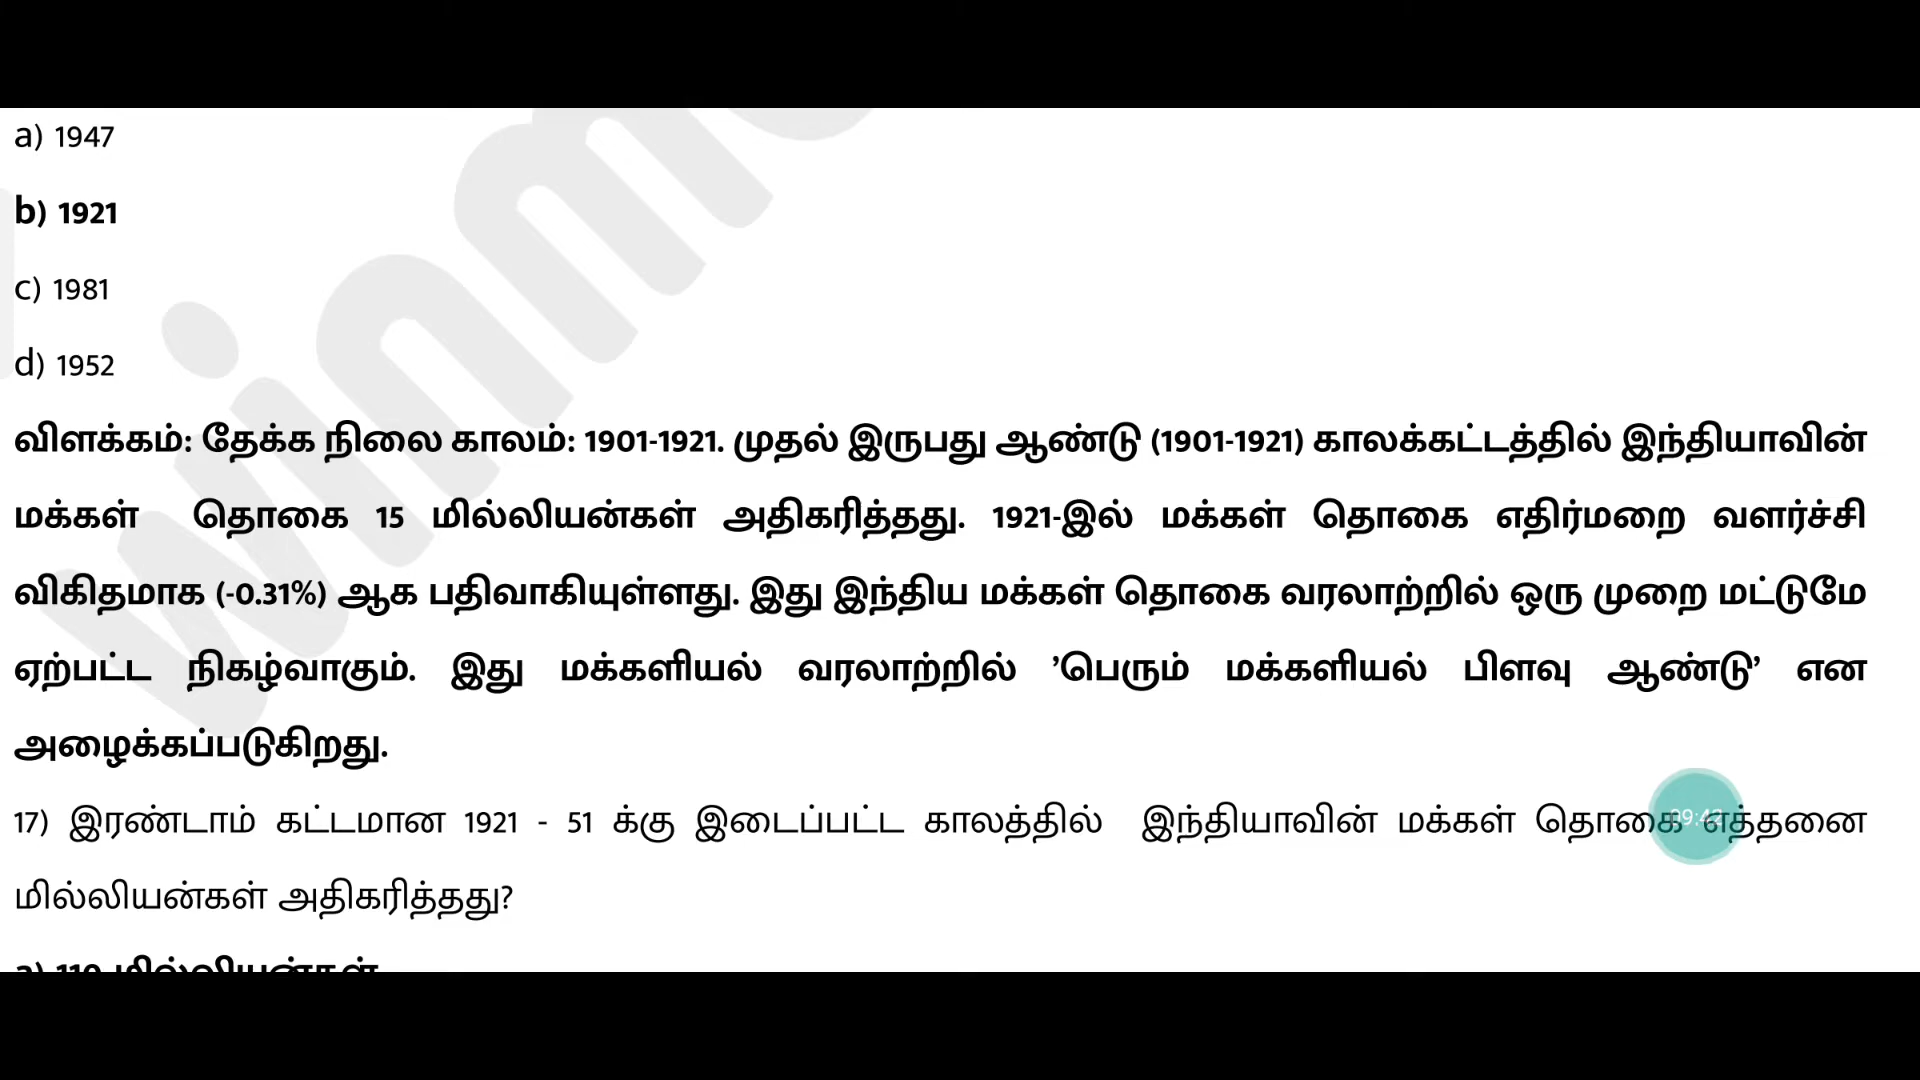 a) 1947
b) 1921
c) 1981
d) 1952
விளக்கம்: தேக்க நிலை காலம்: 1901-1921. முதல் இருபது ஆண்டு (1901-1921) காலக்கட்டத்தில் இந்தியாவின்
மக்கள் தொகை 15 மில்லியன்கள் அதிகரித்தது. 1921-இல் மக்கள் தொகை எதிர்மறை வளர்ச்சி
விகிதமாக (-0.31%) ஆக பதிவாகியுள்ளது. இது இந்திய மக்கள் தொகை வரலாற்றில் ஒரு முறை மட்டுமே
ஏற்பட்ட நிகழ்வாகும். இது மக்களியல் வரலாற்றில் ’பெரும் மக்களியல் பிளவு ஆண்டு’ என
அழைக்கப்படுகிறது.
17) இரண்டாம் கட்டமான 1921 - 51 க்கு இடைப்பட்ட காலத்தில் இந்தியாவின் மக்கள் தொகை எத்தனை
09:42
மில்லியன்கள் அதிகரித்தது?
மில்லியன்கள்